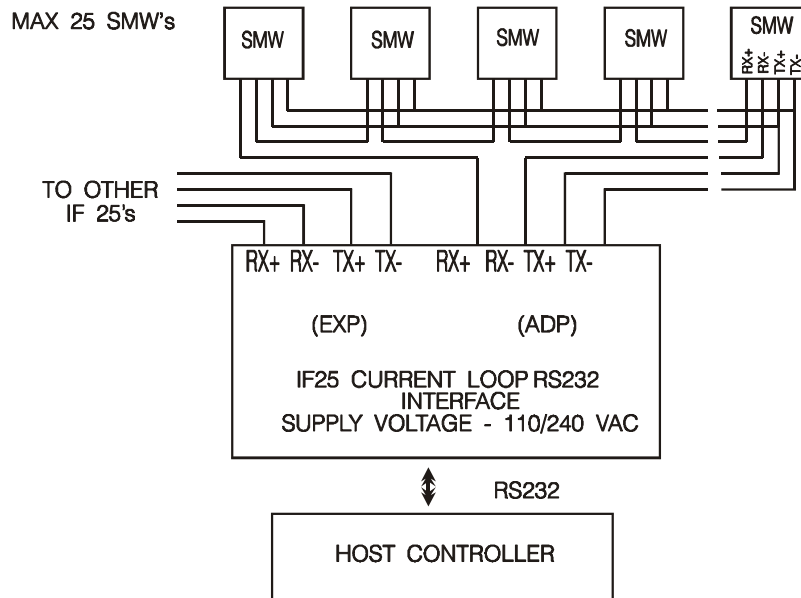 MAX 25 SMW's
SMW
SMW
SMW
SMW
SMW
RX+
RX-
TX+
TX-
TO OTHER
IF 25's
RX+ RX- TX+ TX-
RX+ RX- TX+ TX-
(EXP)
(ADP)
IF25 CURRENT LOOP RS232
INTERFACE
SUPPLY VOLTAGE - 110/240 VAC
RS232
HOST CONTROLLER